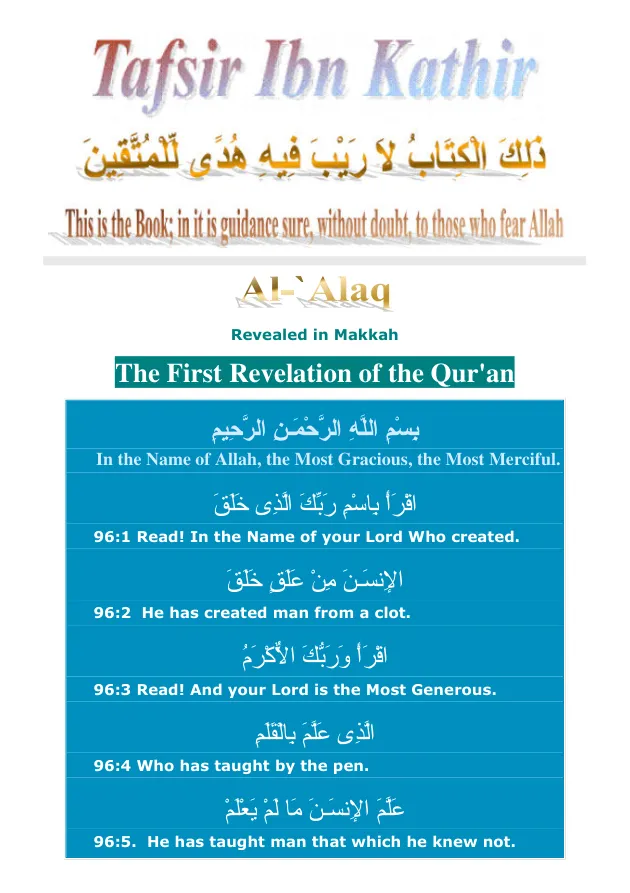 Tafsir Ibn Kathir
ذَلِكَ الْكِتَابُ لاَ رَيْبَ فِيهِ هُدًى لِّلْمُتَّقِينَ
This is the Book; in it is guidance sure, without doubt, to those who fear Allah
Al-`Alaq
Revealed in Makkah
The First Revelation of the Qur'an
بِسْمِ اللَّهِ الرَّحْمَـنِ الرَّحِيمِ
In the Name of Allah, the Most Gracious, the Most Merciful.
اقْرَأْ بِاسْمِ رَبِّكَ الَّذِى خَلَقَ
96:1 Read! In the Name of your Lord Who created.
الإِنسَـنَ مِنْ عَلَقٍ خَلَقَ
96:2  He has created man from a clot.
اقْرَأْ وَرَبُّكَ الأٌّكْرَمُ
96:3 Read! And your Lord is the Most Generous.
الَّذِى عَلَّمَ بِالْقَلَمِ
96:4 Who has taught by the pen.
عَلَّمَ الإِنسَـنَ مَا لَمْ يَعْلَمْ
96:5.  He has taught man that which he knew not.